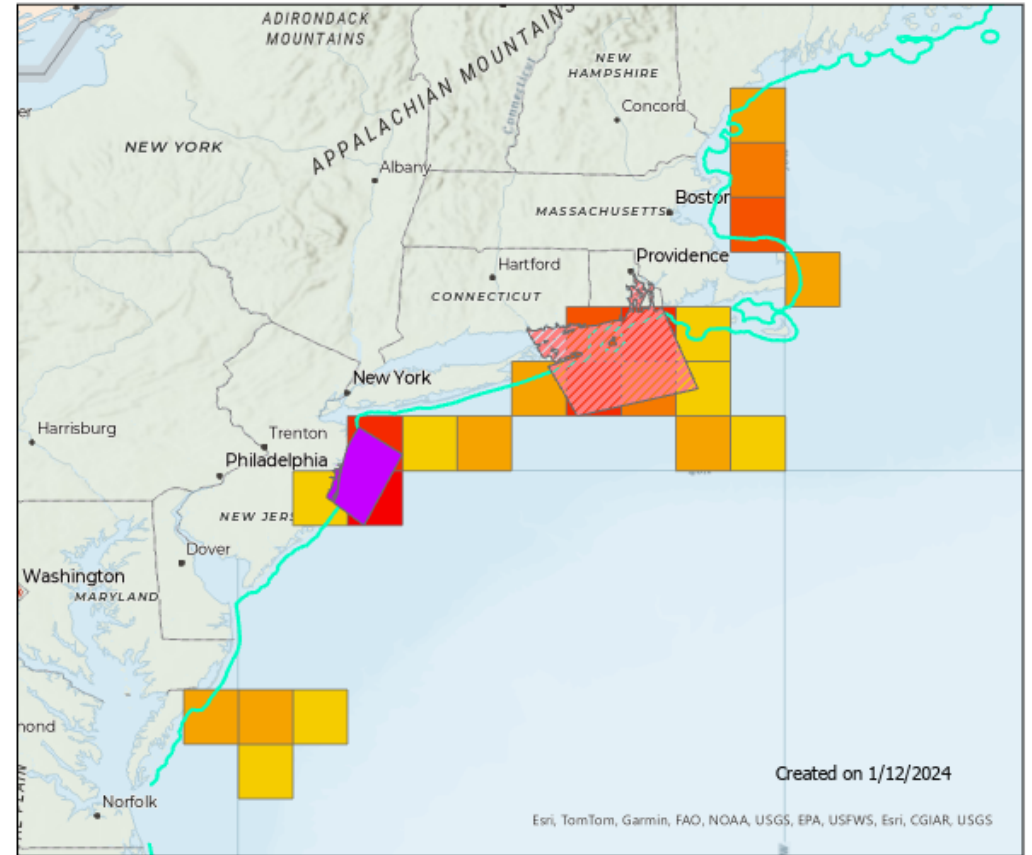 ADIRONDACK
MOUNTAINS
APPALACHIAN MOUNTAINS
NEW
HAMPSHIRE
Connecticut
Concord
er
NEW YORK
Albany
Boston
MASSACHUSETTS
Providence
Hartford
CONNECTICUT
New York
Harrisburg
Trenton
Philadelphia
NEW JERS
Dover
Washington
MARYLAND
mond
Created on 1/12/2024
Norfolk
Esri, TomTom, Garmin, FAO, NOAA, USGS, EPA, USFWS, Esri, CGIAR, USGS